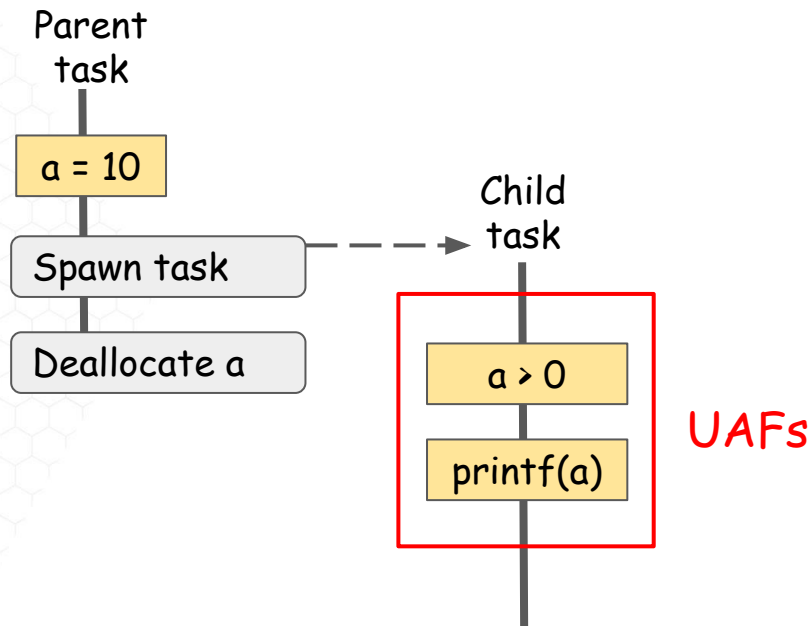 Parent
task
a = 10
Spawn task
Deallocate a
Child
task
a > 0
printf(a)
UAFs